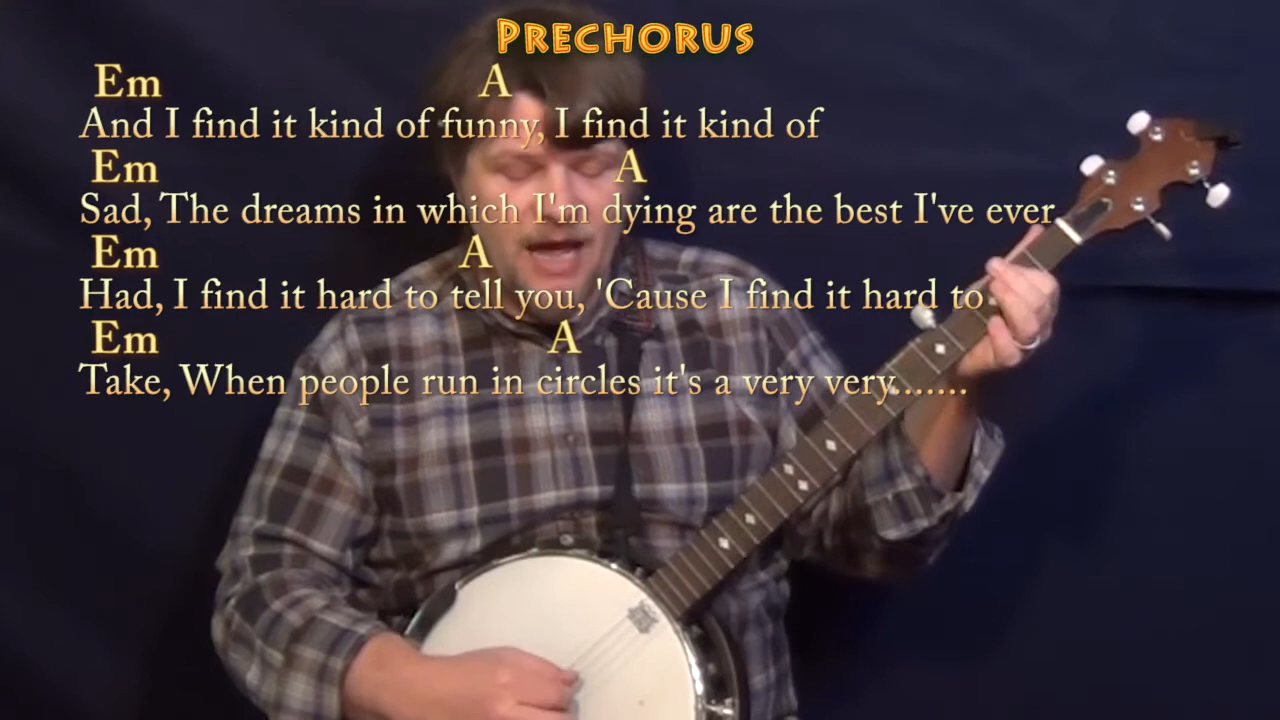 PRECHORUS
Em A
And I find it kind of funny, I find it kind of
Em A
Sad, The dreams in which I'm dying are the best I've ever
Em A
Had, I find it hard to tell you, 'Cause I find it hard to
Em A
Take, When people run in circles it's a very very.......